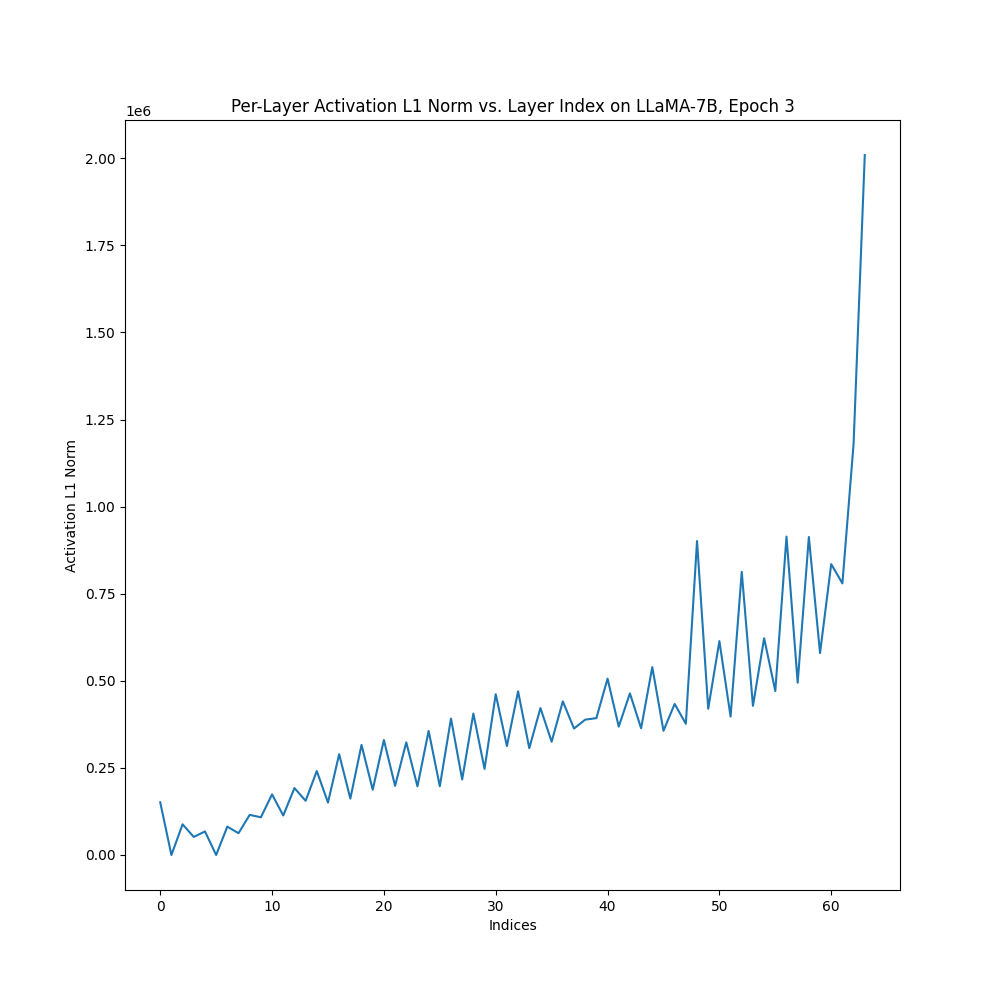 Per-Layer Activation L1 Norm vs. Layer Index on LLaMA-7B, Epoch 3
1e6
2.00
1.75
1.50
1.25
1.00
0.75
0.50
0.25
0.00
Activation L1 Norm
0 10 20 30 40 50 60
Indices